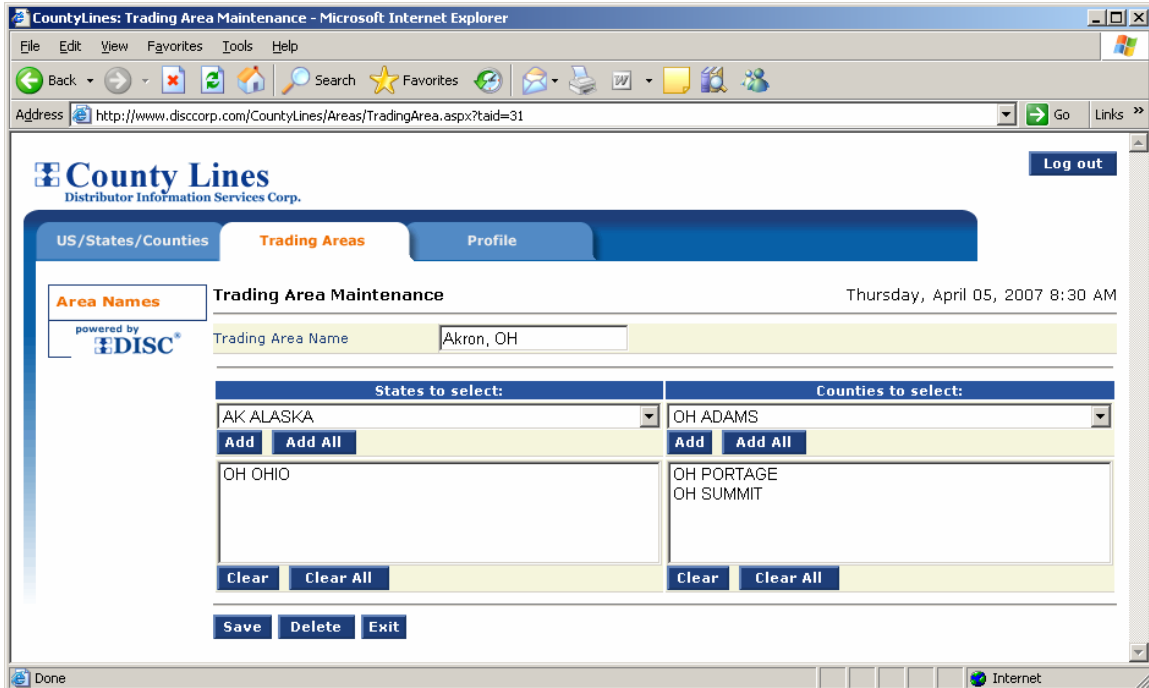 CountyLines: Trading Area Maintenance - Microsoft Internet Explorer
File Edit View Favorites Tools Help
Back Search Favorites
Address http://www.disccorp.com/CountyLines/Areas/TradingArea.aspx?taid=31 Go Links »
County Lines
Distributor Information Services Corp.
Log out
US/States/Counties Trading Areas Profile
Area Names
powered by
DISC®
Trading Area Maintenance Thursday, April 05, 2007 8:30 AM
Trading Area Name Akron, OH
States to select: Counties to select:
AK ALASKA OH ADAMS
Add Add All Add Add All
OH OHIO OH PORTAGE
OH SUMMIT
Clear Clear All Clear Clear All
Save Delete Exit
Done Internet